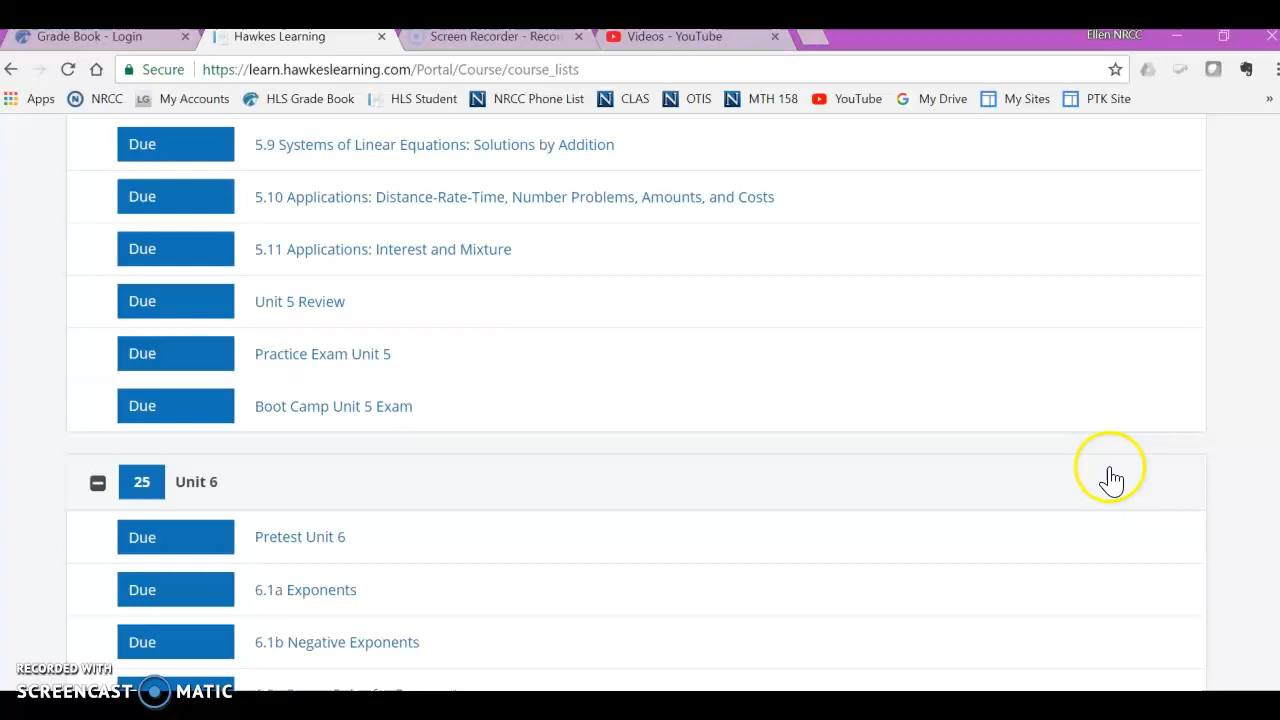 Grade Book - Login
Hawkes Learning
Screen Recorder - Recor
Videos - YouTube
Ellen NRCC
Secure https://learn.hawkeslearning.com/Portal/Course/course_lists
Apps NRCC LG My Accounts HLS Grade Book HLS Student NRCC Phone List CLAS OTIS MTH 158 YouTube My Drive My Sites PTK Site »
Due 5.9 Systems of Linear Equations: Solutions by Addition
Due 5.10 Applications: Distance-Rate-Time, Number Problems, Amounts, and Costs
Due 5.11 Applications: Interest and Mixture
Due Unit 5 Review
Due Practice Exam Unit 5
Due Boot Camp Unit 5 Exam
25 Unit 6
Due Pretest Unit 6
Due 6.1a Exponents
Due 6.1b Negative Exponents
RECORDED WITH
SCREENCAST MATIC